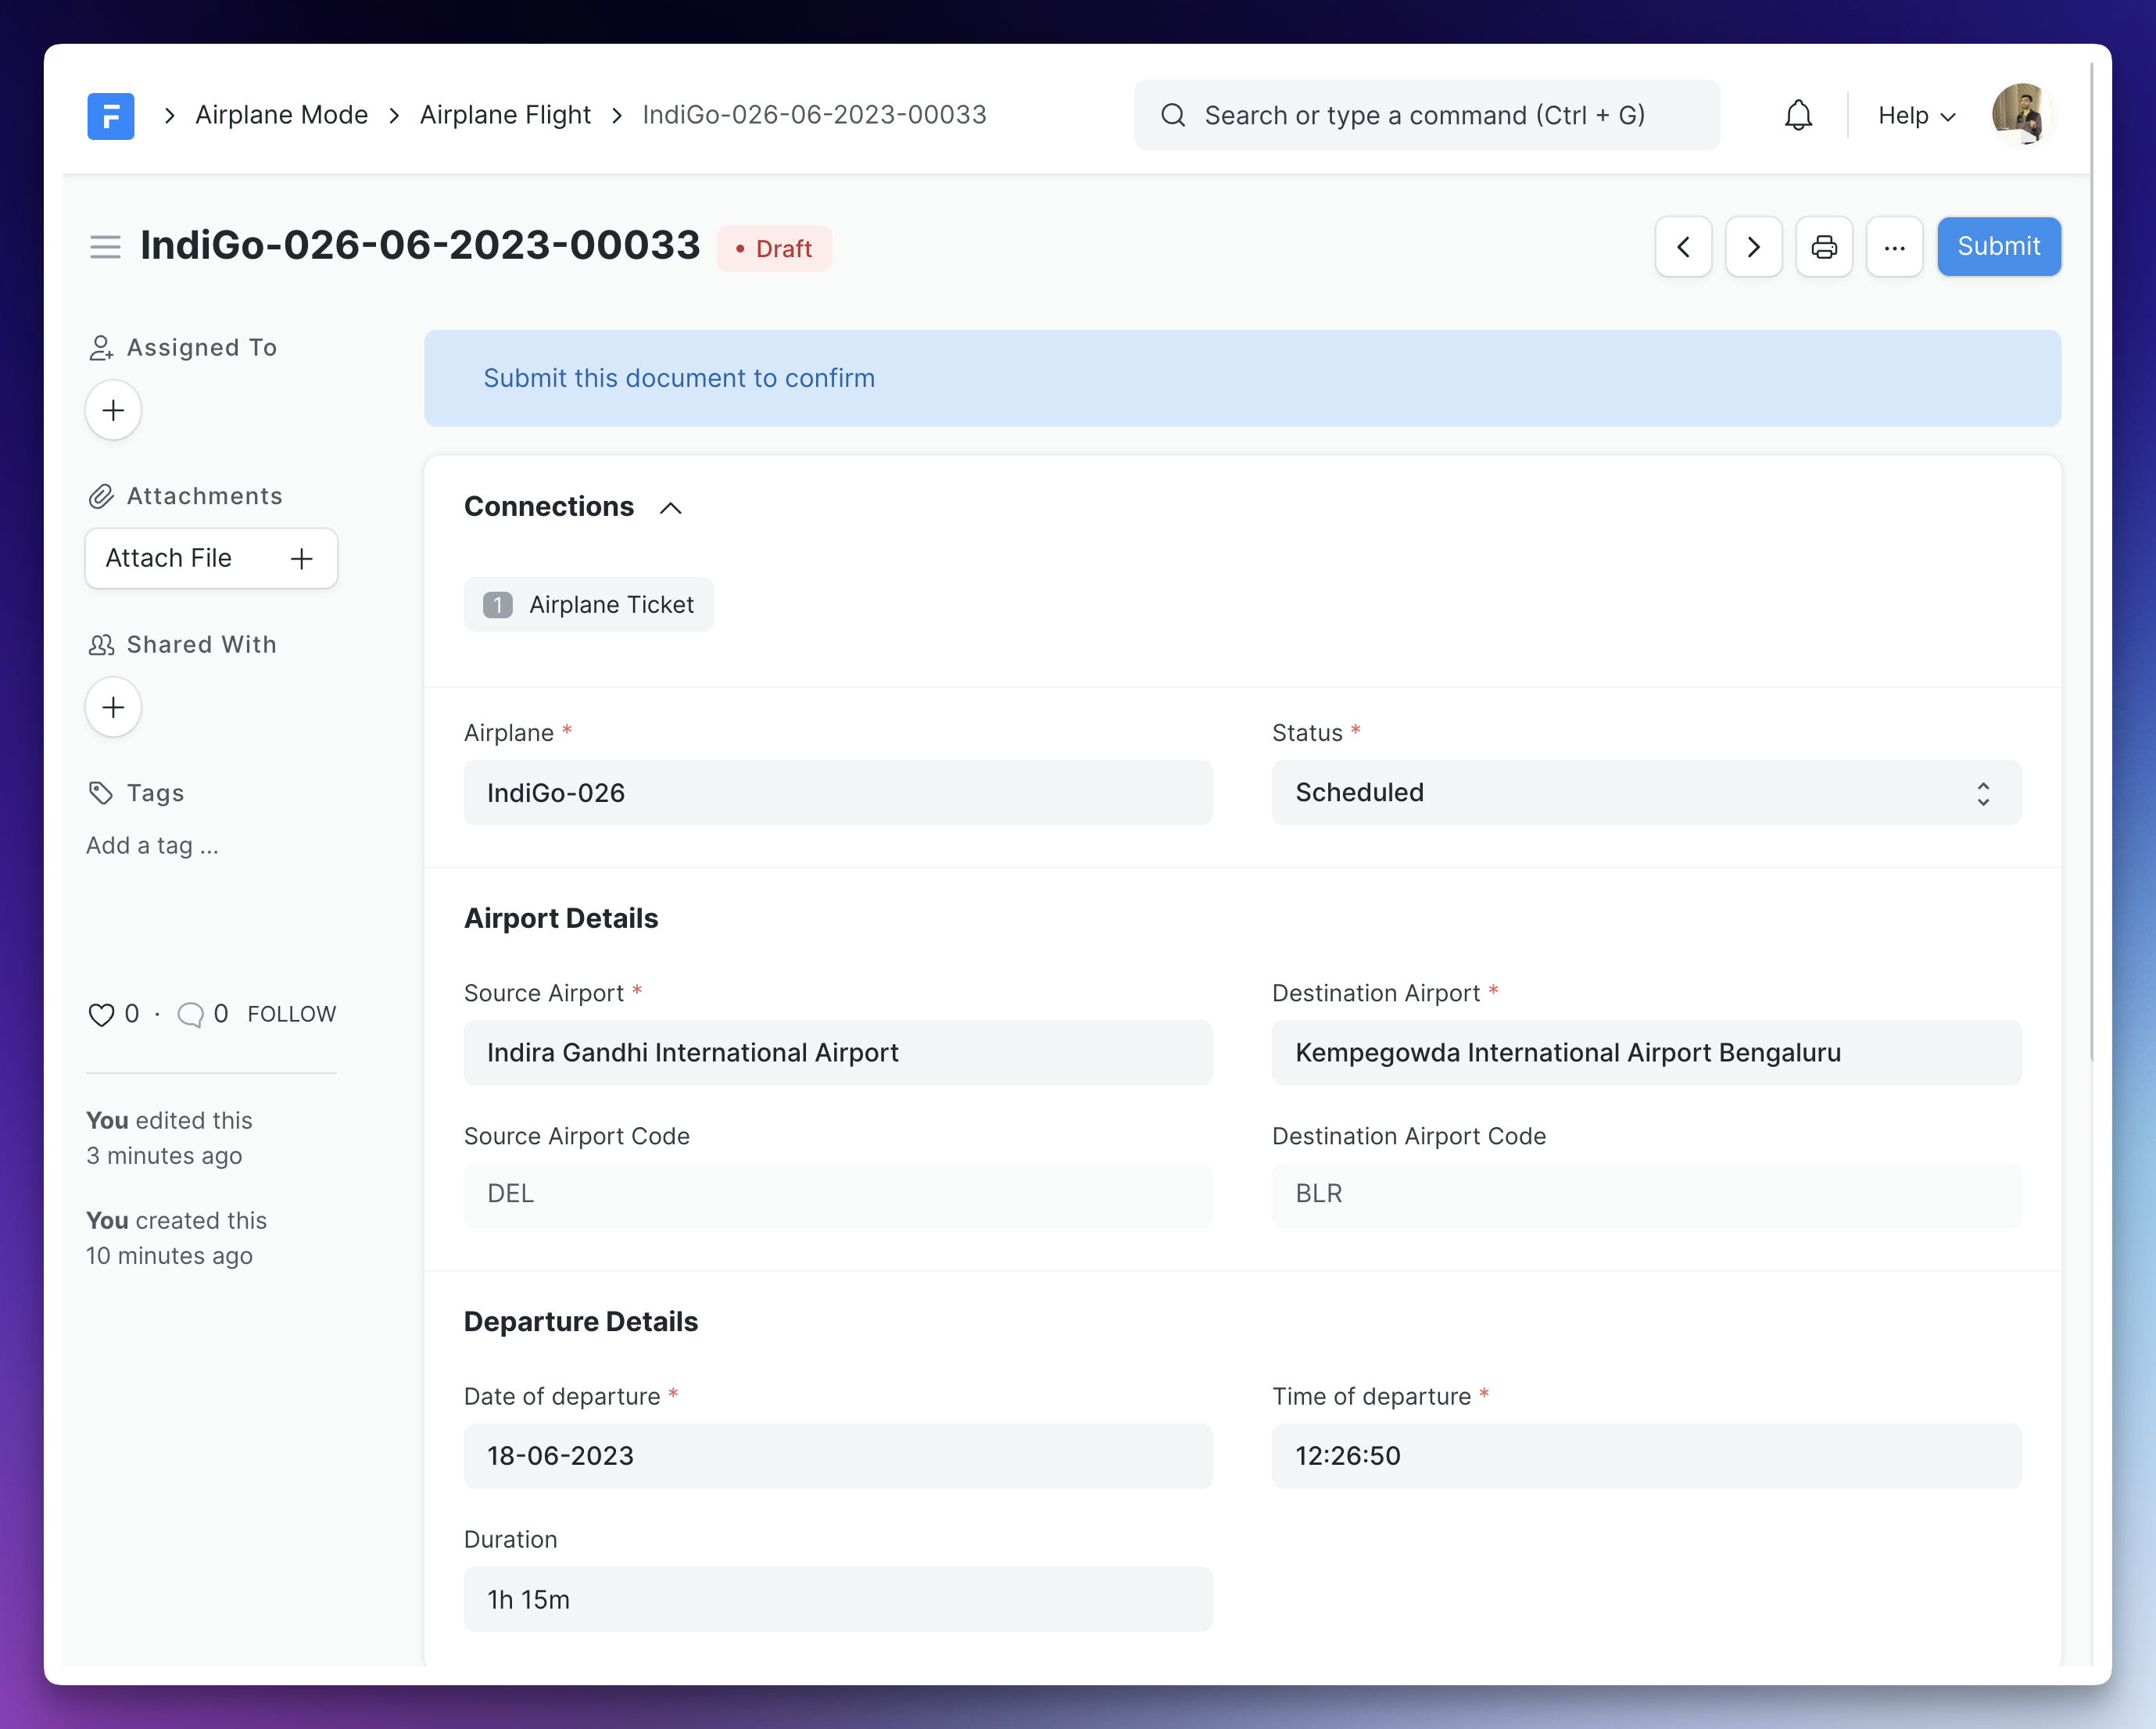 Airplane Mode > Airplane Flight > IndiGo-026-06-2023-00033
Search or type a command (Ctrl + G)
Help
IndiGo-026-06-2023-00033
• Draft
...
Submit
Assigned To
Attachments
Attach File +
Shared With
Tags
Add a tag ...
0 · 0 FOLLOW
You edited this
3 minutes ago
You created this
10 minutes ago
Submit this document to confirm
Connections
1 Airplane Ticket
Airplane *
IndiGo-026
Status *
Scheduled
Airport Details
Source Airport *
Indira Gandhi International Airport
Destination Airport *
Kempegowda International Airport Bengaluru
Source Airport Code
DEL
Destination Airport Code
BLR
Departure Details
Date of departure *
18-06-2023
Time of departure *
12:26:50
Duration
1h 15m